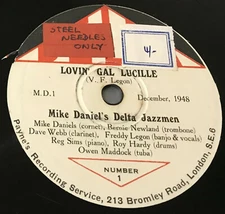 STEEL
NEEDLES
ONLY
4/-
LOVIN' GAL LUCILLE
(V. F. Legon)
M.D.1
December, 1948
Mike Daniel's Delta Jazzmen
Mike Daniels (cornet), Bernie Newland (trombone)
Dave Webb (clarinet), Freddy Legon (banjo & vocals)
Reg Sims (piano), Roy Hardy (drums)
Owen Maddock (tuba)
NUMBER
1
Payne's Recording Service, 213 Bromley Road, London, S.E.6